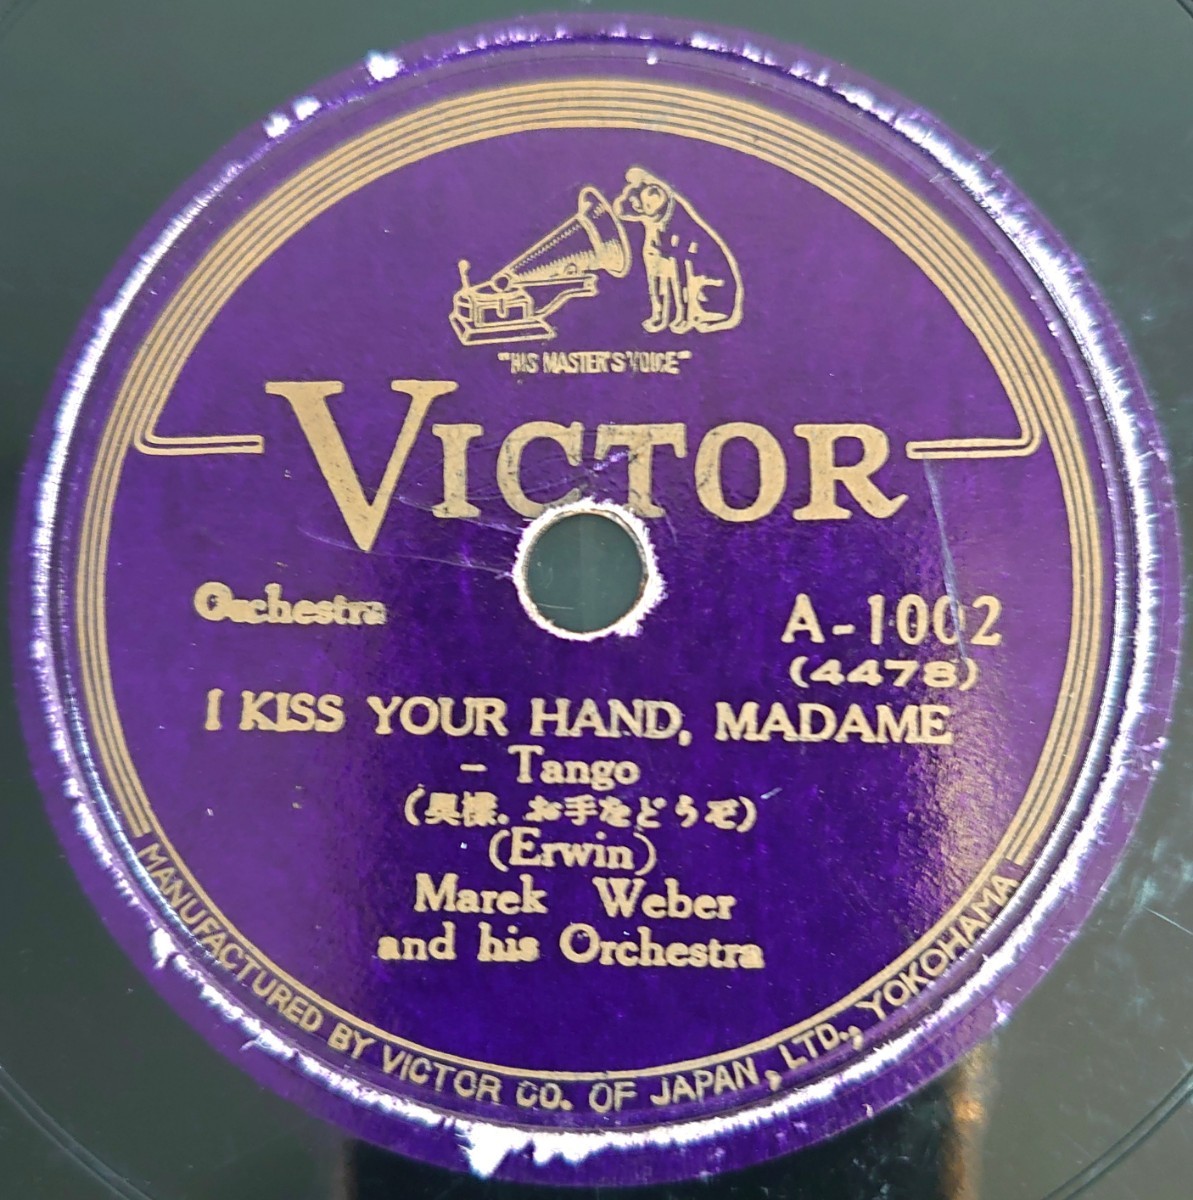 "HIS MASTER'S VOICE"
VICTOR
Orchestra
A-1002
(4478)
I KISS YOUR HAND, MADAME
- Tango
(奥様。お手をどうぞ)
(Erwin)
Marek Weber
and his Orchestra
MANUFACTURED BY VICTOR CO. OF JAPAN, LTD., YOKOHAMA